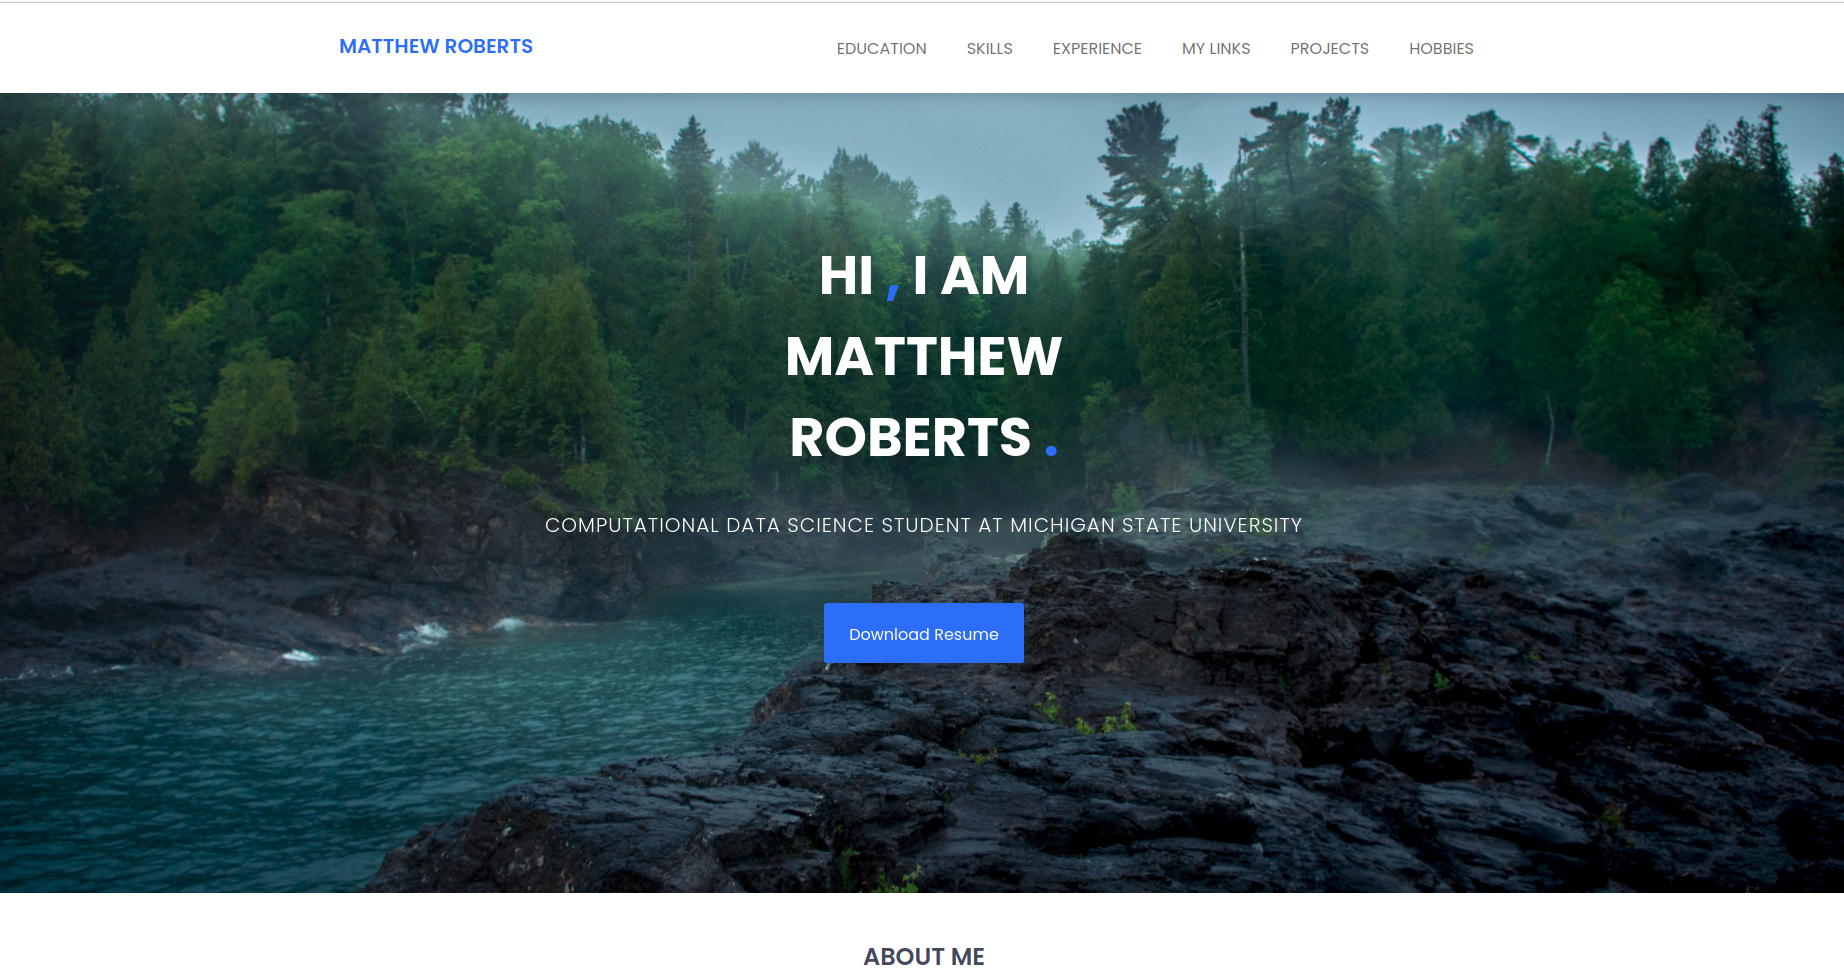 MATTHEW ROBERTS
EDUCATION SKILLS EXPERIENCE MY LINKS PROJECTS HOBBIES
HI , I AM
MATTHEW
ROBERTS .
COMPUTATIONAL DATA SCIENCE STUDENT AT MICHIGAN STATE UNIVERSITY
Download Resume
ABOUT ME